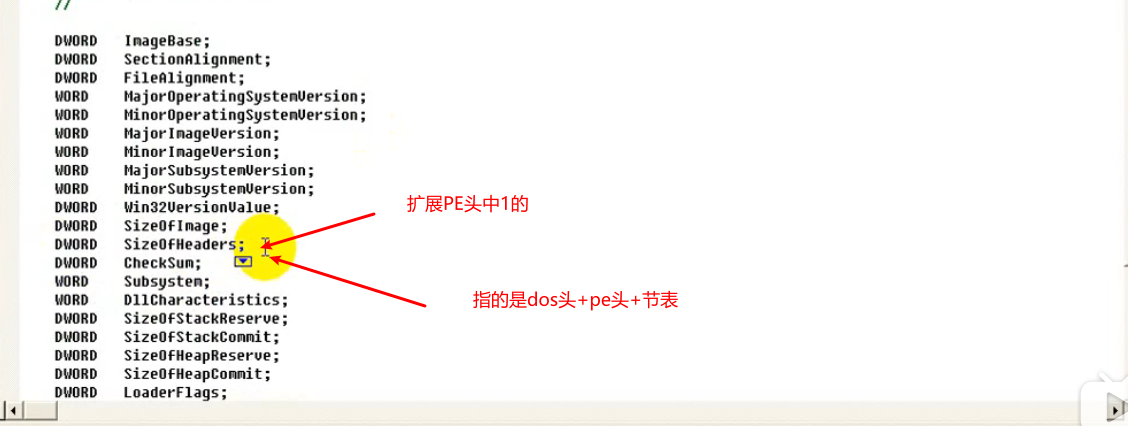 //
DWORD ImageBase;
DWORD SectionAlignment;
DWORD FileAlignment;
WORD MajorOperatingSystemVersion;
WORD MinorOperatingSystemVersion;
WORD MajorImageVersion;
WORD MinorImageVersion;
WORD MajorSubsystemVersion;
WORD MinorSubsystemVersion;
DWORD Win32VersionValue;
扩展PE头中1的
DWORD SizeOfImage;
DWORD SizeOfHeaders;
DWORD CheckSum;
WORD Subsystem;
WORD DllCharacteristics;
指的是dos头+pe头+节表
DWORD SizeOfStackReserve;
DWORD SizeOfStackCommit;
DWORD SizeOfHeapReserve;
DWORD SizeOfHeapCommit;
DWORD LoaderFlags;